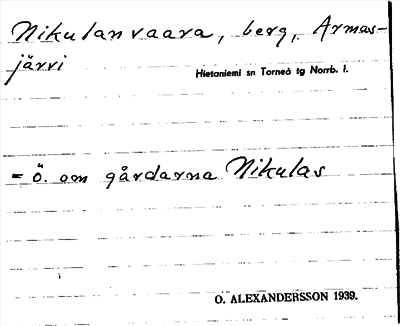 Nikulanvaara, berg, Armas-
järvi
Hietaniemi sn Torneå tg Norrb. l.
= ö. om gårdarna Nikulas
O. ALEXANDERSSON 1939.